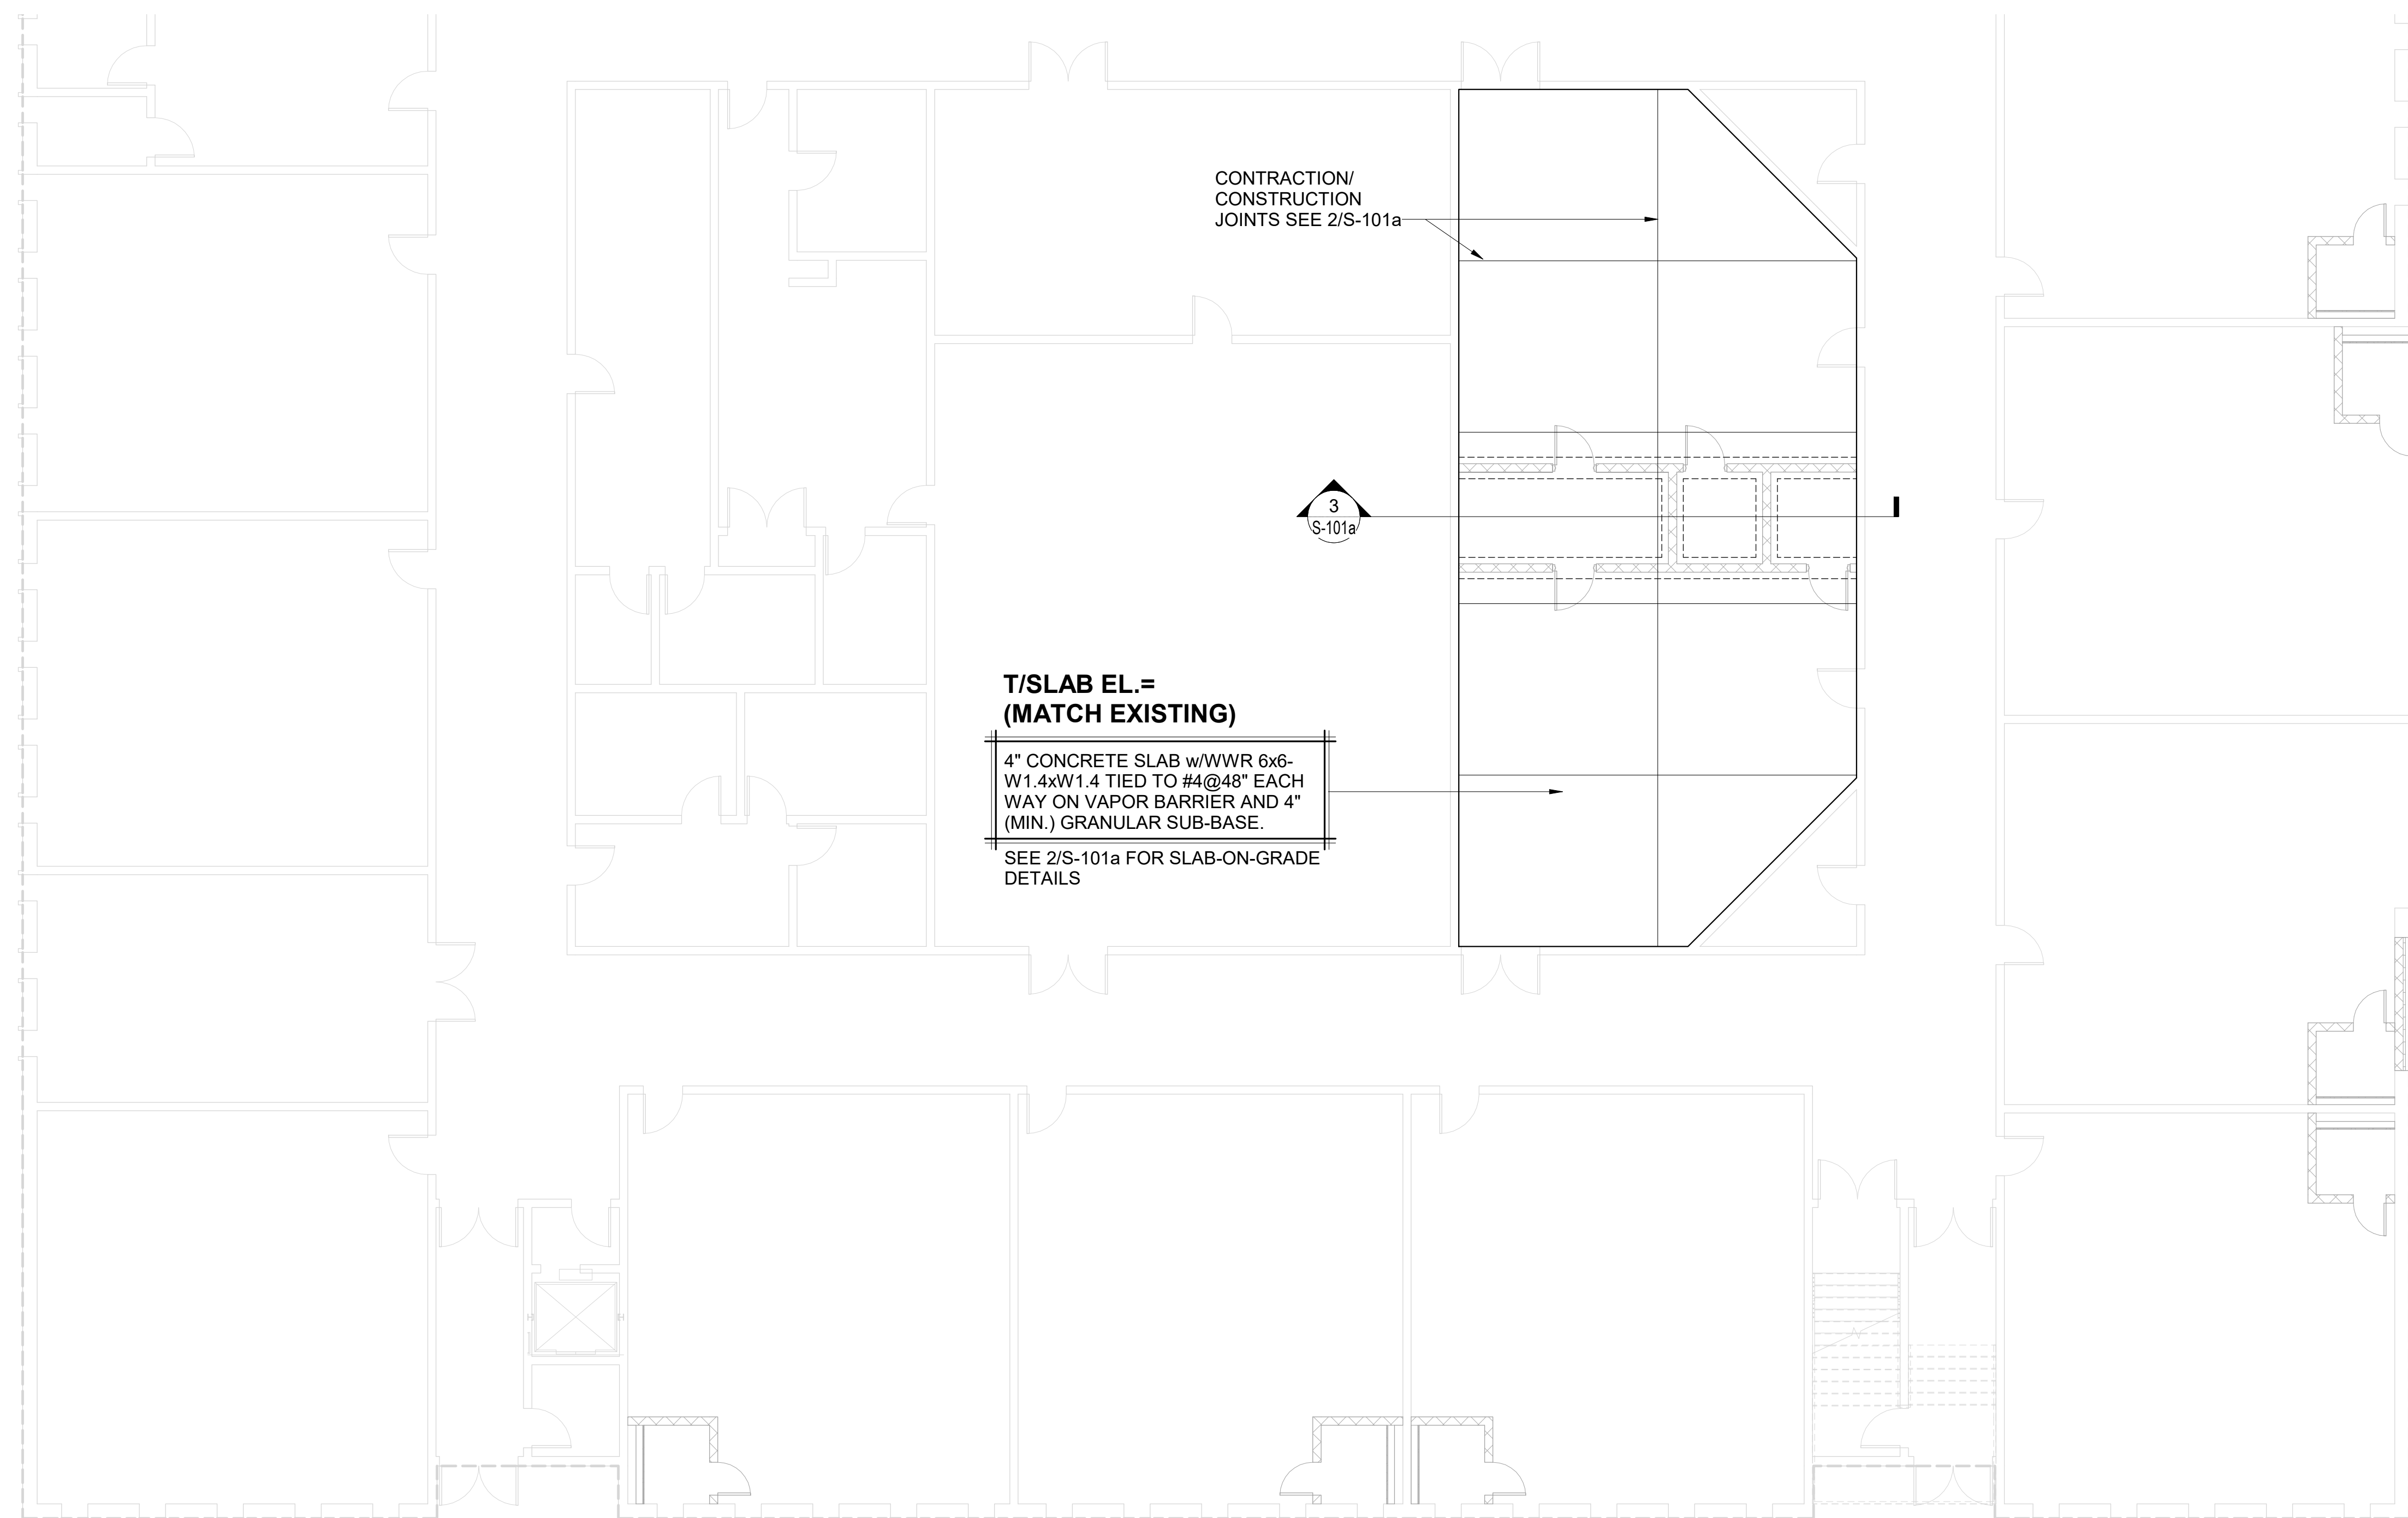 CONTRACTION/
CONSTRUCTION
JOINTS SEE 2/S-101a
3
S-101a
T/SLAB EL.=
(MATCH EXISTING)
4" CONCRETE SLAB w/WWR 6x6-
W1.4xW1.4 TIED TO #4@48" EACH
WAY ON VAPOR BARRIER AND 4"
(MIN.) GRANULAR SUB-BASE.
SEE 2/S-101a FOR SLAB-ON-GRADE
DETAILS